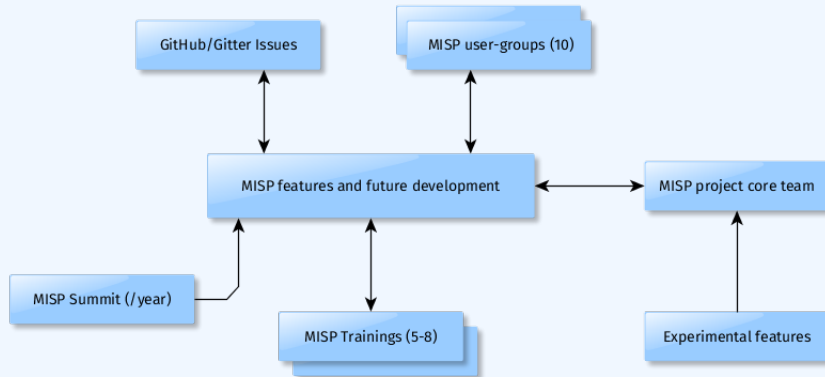 GitHub/Gitter Issues
MISP user-groups (10)
MISP features and future development
MISP project core team
MISP Summit (/year)
MISP Trainings (5-8)
Experimental features